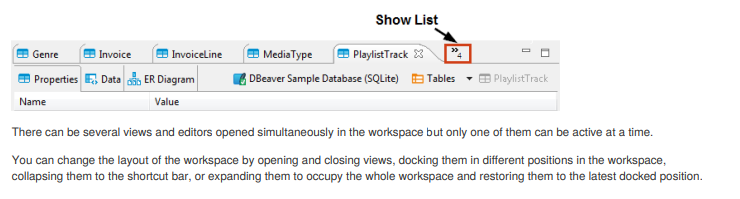 Show List
Genre Invoice InvoiceLine MediaType PlaylistTrack »4
Properties Data ER Diagram DBeaver Sample Database (SQLite) Tables PlaylistTrack
Name Value
There can be several views and editors opened simultaneously in the workspace but only one of them can be active at a time.
You can change the layout of the workspace by opening and closing views, docking them in different positions in the workspace,
collapsing them to the shortcut bar, or expanding them to occupy the whole workspace and restoring them to the latest docked position.